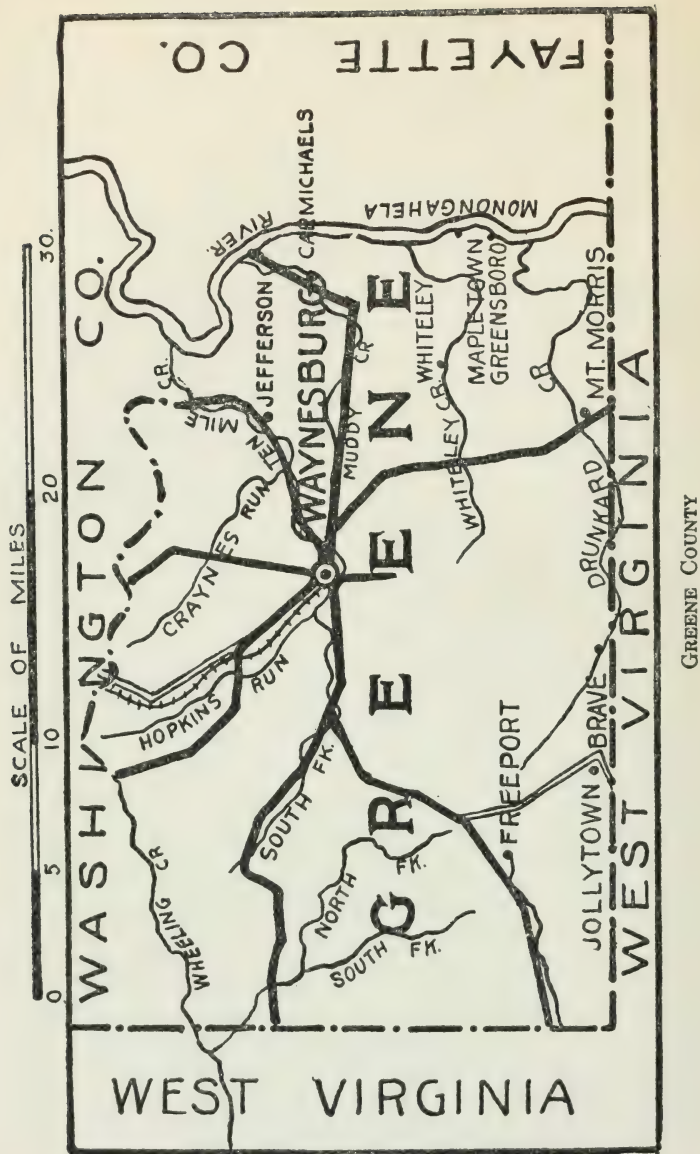 SCALE OF MILES
0 5 10 20 30.
WASHINGTON CO.
WEST VIRGINIA
FAYETTE CO.
WHEELING CR
HOPKINS RUN
CRAYNES RUN
TEN MILE CR.
RIVER.
JEFFERSON
CARMICHAELS
WAYNESBURG
MUDDY CR
SOUTH FK.
GREENE
NORTH FK.
SOUTH FK.
WHITELEY
WHITELEY CR.
MONONGAHELA
MAPLETOWN
GREENSBORO
FREEPORT
DRUNKARD CR
MT. MORRIS
JOLLYTOWN
BRAVE
WEST VIRGINIA
GREENE COUNTY